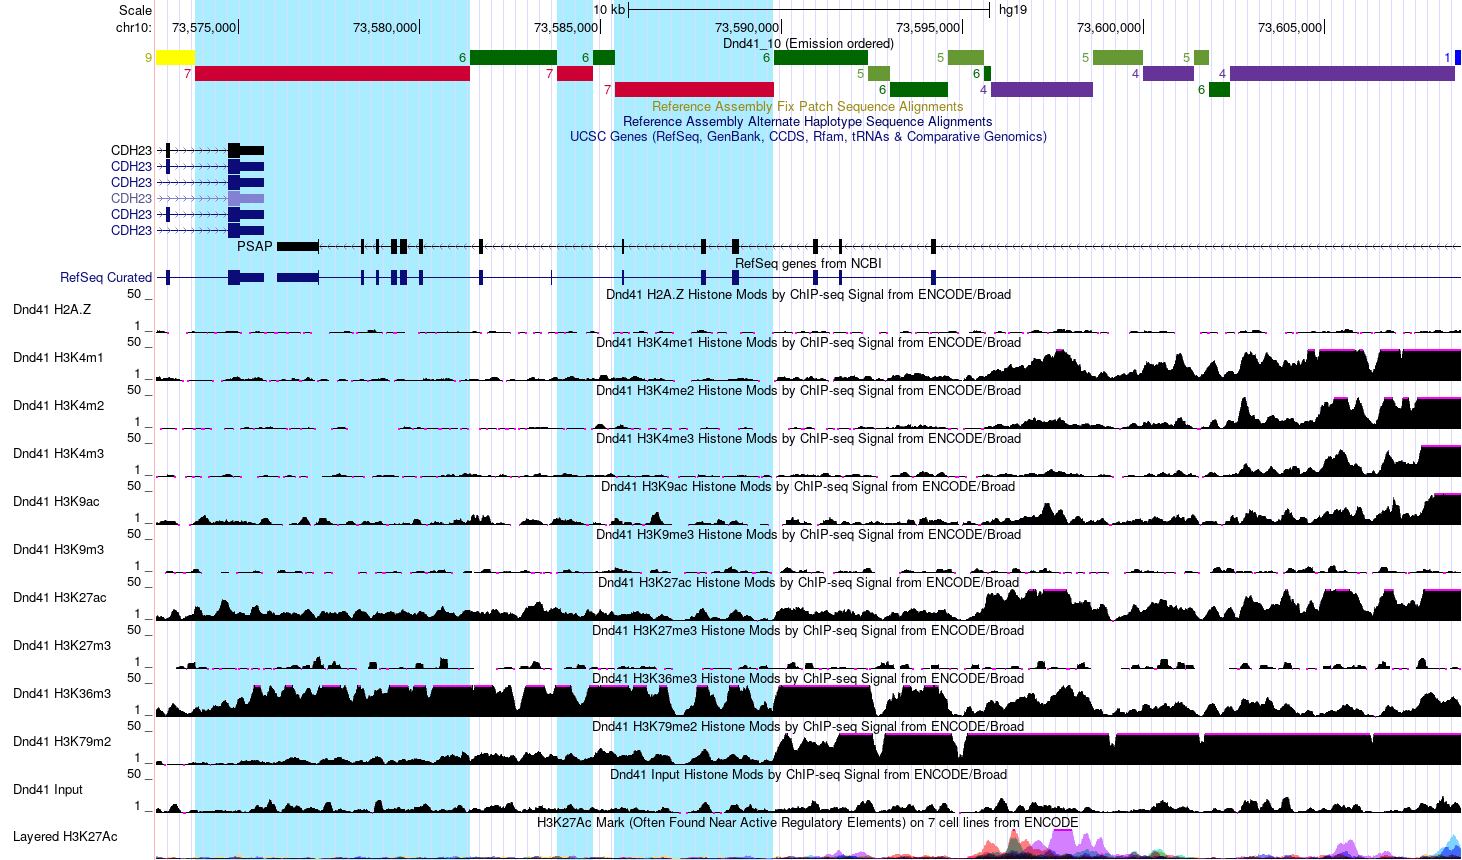 Scale 10 kb hg19
chr10: 73,575,000 73,580,000 73,585,000 73,590,000 73,595,000 73,600,000 73,605,000
Dnd41_10 (Emission ordered)
9 6 6 6 5 5 5 1
7 7 5 6 4 4
7 6 4 6
Reference Assembly Fix Patch Sequence Alignments
Reference Assembly Alternate Haplotype Sequence Alignments
UCSC Genes (RefSeq, GenBank, CCDS, Rfam, tRNAs & Comparative Genomics)
CDH23
CDH23
CDH23
CDH23
CDH23
CDH23
PSAP
RefSeq genes from NCBI
RefSeq Curated
50 _ Dnd41 H2A.Z Histone Mods by ChIP-seq Signal from ENCODE/Broad
Dnd41 H2A.Z
1 _
50 _ Dnd41 H3K4me1 Histone Mods by ChIP-seq Signal from ENCODE/Broad
Dnd41 H3K4m1
1 _
50 _ Dnd41 H3K4me2 Histone Mods by ChIP-seq Signal from ENCODE/Broad
Dnd41 H3K4m2
1 _
50 _ Dnd41 H3K4me3 Histone Mods by ChIP-seq Signal from ENCODE/Broad
Dnd41 H3K4m3
1 _
50 _ Dnd41 H3K9ac Histone Mods by ChIP-seq Signal from ENCODE/Broad
Dnd41 H3K9ac
1 _
50 _ Dnd41 H3K9me3 Histone Mods by ChIP-seq Signal from ENCODE/Broad
Dnd41 H3K9m3
1 _
50 _ Dnd41 H3K27ac Histone Mods by ChIP-seq Signal from ENCODE/Broad
Dnd41 H3K27ac
1 _
50 _ Dnd41 H3K27me3 Histone Mods by ChIP-seq Signal from ENCODE/Broad
Dnd41 H3K27m3
1 _
50 _ Dnd41 H3K36me3 Histone Mods by ChIP-seq Signal from ENCODE/Broad
Dnd41 H3K36m3
1 _
50 _ Dnd41 H3K79me2 Histone Mods by ChIP-seq Signal from ENCODE/Broad
Dnd41 H3K79m2
1 _
50 _ Dnd41 Input Histone Mods by ChIP-seq Signal from ENCODE/Broad
Dnd41 Input
1 _
H3K27Ac Mark (Often Found Near Active Regulatory Elements) on 7 cell lines from ENCODE
Layered H3K27Ac